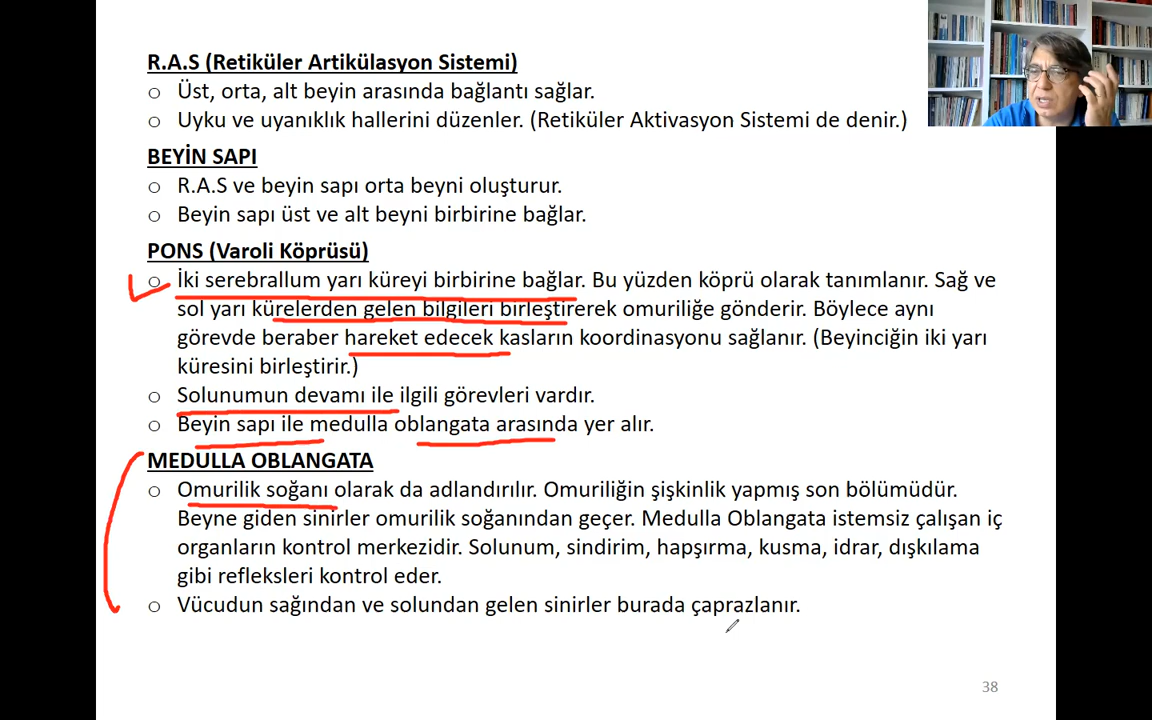 R.A.S (Retiküler Artikülasyon Sistemi)
○ Üst, orta, alt beyin arasında bağlantı sağlar.
○ Uyku ve uyanıklık hallerini düzenler. (Retiküler Aktivasyon Sistemi de denir.)
BEYİN SAPI
○ R.A.S ve beyin sapı orta beyni oluşturur.
○ Beyin sapı üst ve alt beyni birbirine bağlar.
PONS (Varoli Köprüsü)
○ İki serebrallum yarı küreyi birbirine bağlar. Bu yüzden köprü olarak tanımlanır. Sağ ve
sol yarı kürelerden gelen bilgileri birleştirerek omuriliğe gönderir. Böylece aynı
görevde beraber hareket edecek kasların koordinasyonu sağlanır. (Beyinciğin iki yarı
küresini birleştirir.)
○ Solunumun devamı ile ilgili görevleri vardır.
○ Beyin sapı ile medulla oblangata arasında yer alır.
MEDULLA OBLANGATA
○ Omurilik soğanı olarak da adlandırılır. Omuriliğin şişkinlik yapmış son bölümüdür.
Beyne giden sinirler omurilik soğanından geçer. Medulla Oblangata istemsiz çalışan iç
organların kontrol merkezidir. Solunum, sindirim, hapşırma, kusma, idrar, dışkılama
gibi refleksleri kontrol eder.
○ Vücudun sağından ve solundan gelen sinirler burada çaprazlanır.
38